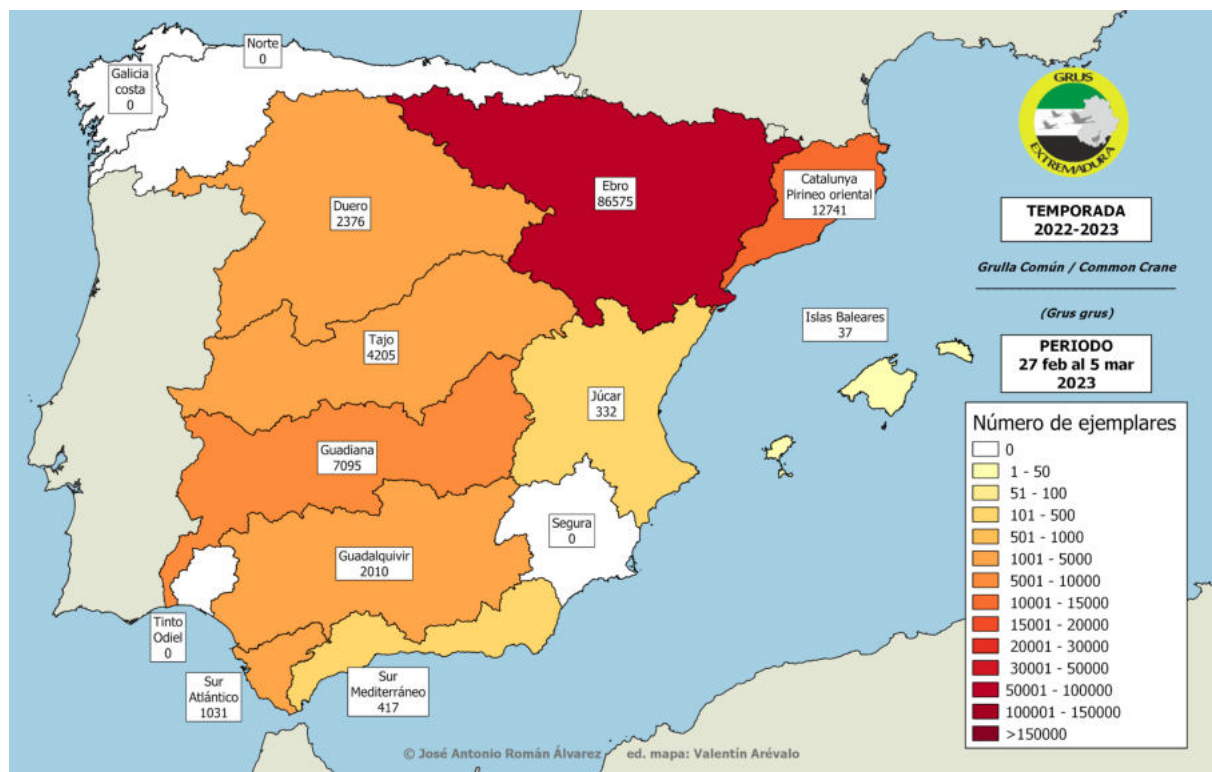 Norte
0
Galicia
costa
0
Duero
2376
Ebro
86575
Catalunya
Pirineo oriental
12741
Tajo
4205
Islas Baleares
37
Júcar
332
Guadiana
7095
Segura
0
Guadalquivir
2010
Tinto
Odiel
0
Sur
Atlántico
1031
Sur
Mediterráneo
417
GRUS
EXTREMADURA
TEMPORADA
2022-2023
Grulla Común / Common Crane
(Grus grus)
PERIODO
27 feb al 5 mar
2023
Número de ejemplares
0
1 - 50
51 - 100
101 - 500
501 - 1000
1001 - 5000
5001 - 10000
10001 - 15000
15001 - 20000
20001 - 30000
30001 - 50000
50001 - 100000
100001 - 150000
>150000
© José Antonio Román Álvarez ed. mapa: Valentín Arévalo